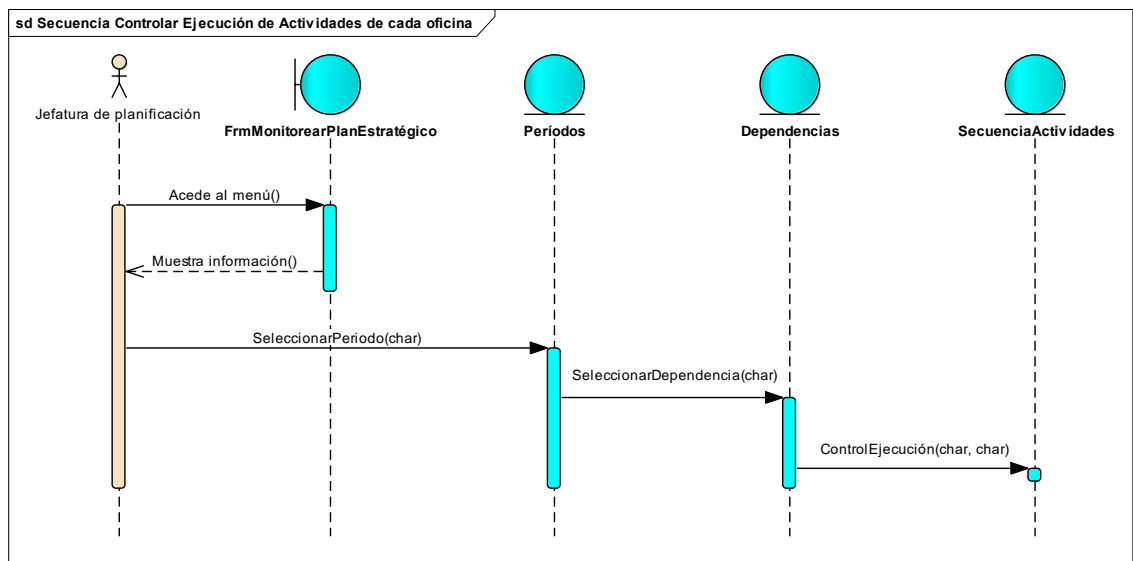 sd Secuencia Controlar Ejecución de Actividades de cada oficina
Jefatura de planificación
FrmMonitorearPlanEstratégico
Períodos
Dependencias
SecuenciaActividades
Acede al menú()
Muestra información()
SeleccionarPeriodo(char)
SeleccionarDependencia(char)
ControlEjecución(char, char)